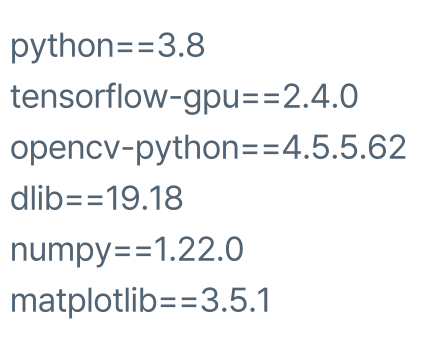 python==3.8
tensorflow-gpu==2.4.0
opencv-python==4.5.5.62
dlib==19.18
numpy==1.22.0
matplotlib==3.5.1